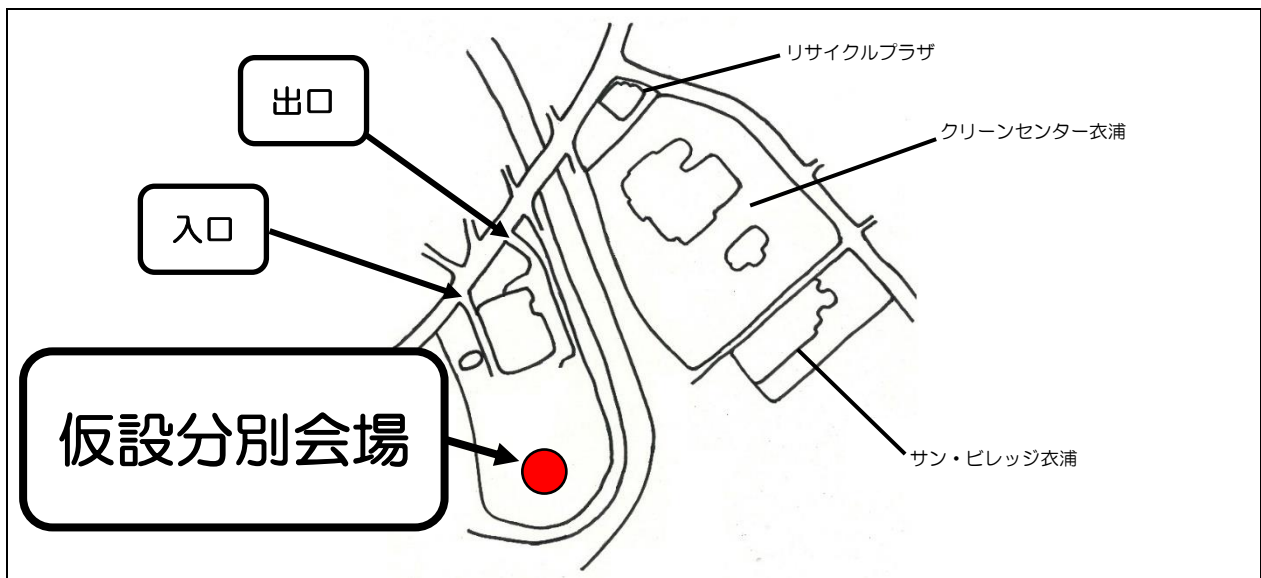 リサイクルプラザ
出口
クリーンセンター衣浦
入口
仮設分別会場
サン・ビレッジ衣浦